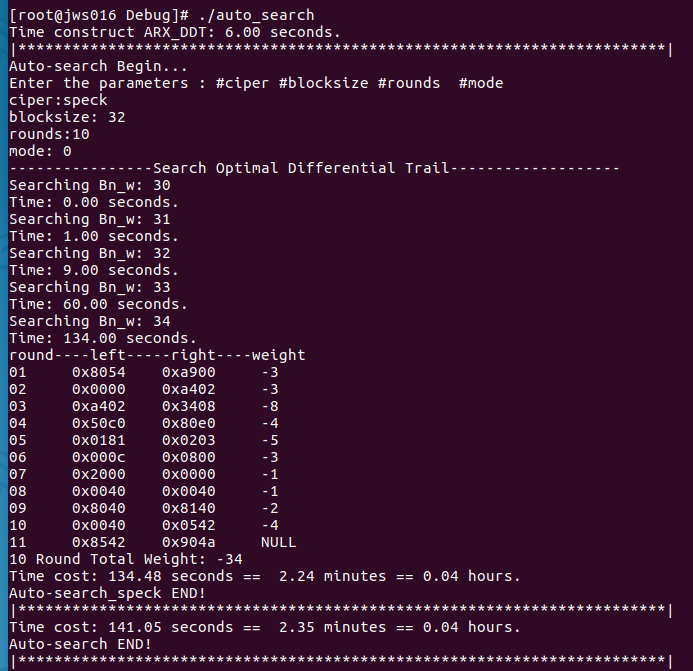 [root@jws016 Debug]# ./auto_search
Time construct ARX_DDT: 6.00 seconds.
|*************************************************************************|
Auto-search Begin...
Enter the parameters : #ciper #blocksize #rounds  #mode
ciper:speck
blocksize: 32
rounds:10
mode: 0
----------------Search Optimal Differential Trail-------------------
Searching Bn_w: 30
Time: 0.00 seconds.
Searching Bn_w: 31
Time: 1.00 seconds.
Searching Bn_w: 32
Time: 9.00 seconds.
Searching Bn_w: 33
Time: 60.00 seconds.
Searching Bn_w: 34
Time: 134.00 seconds.
round----left-----right----weight
01     0x8054    0xa900     -3
02     0x0000    0xa402     -3
03     0xa402    0x3408     -8
04     0x50c0    0x80e0     -4
05     0x0181    0x0203     -5
06     0x000c    0x0800     -3
07     0x2000    0x0000     -1
08     0x0040    0x0040     -1
09     0x8040    0x8140     -2
10     0x0040    0x0542     -4
11     0x8542    0x904a     NULL
10 Round Total Weight: -34
Time cost: 134.48 seconds ==  2.24 minutes == 0.04 hours.
Auto-search_speck END!
|*************************************************************************|
Time cost: 141.05 seconds ==  2.35 minutes == 0.04 hours.
Auto-search END!
|*************************************************************************|